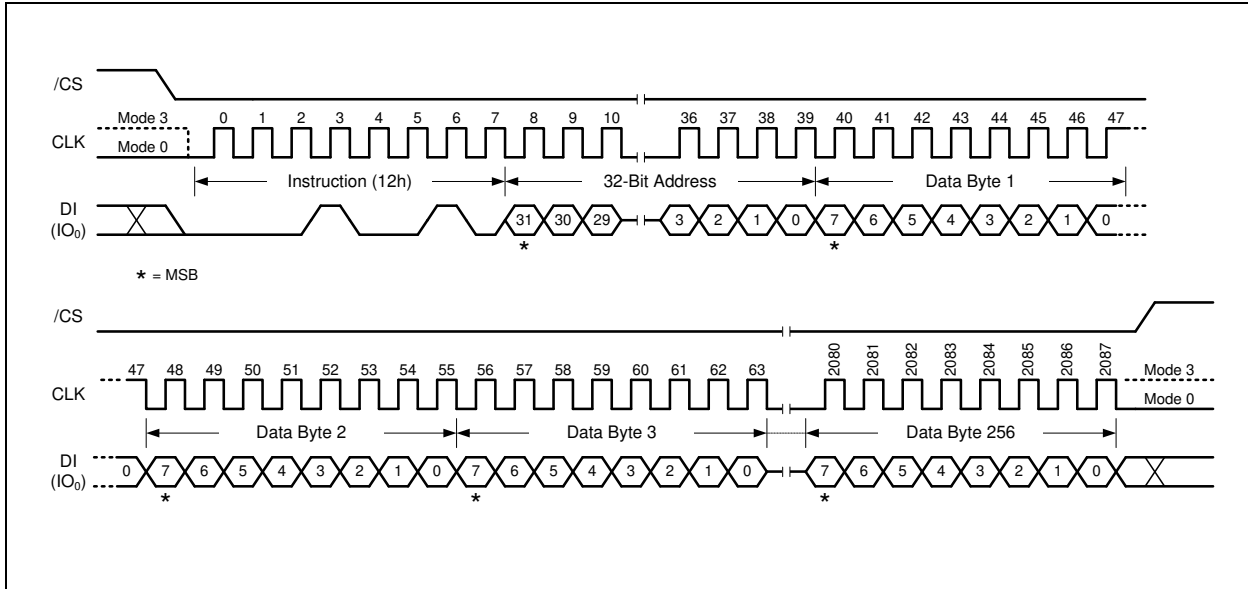 /CS
Mode 3 0 1 2 3 4 5 6 7 8 9 10 36 37 38 39 40 41 42 43 44 45 46 47
CLK
Mode 0
Instruction (12h) 32-Bit Address Data Byte 1
DI
(IO₀) 31 30 29 3 2 1 0 7 6 5 4 3 2 1 0
* *
* = MSB
/CS
47 48 49 50 51 52 53 54 55 56 57 58 59 60 61 62 63 2080 2081 2082 2083 2084 2085 2086 2087 Mode 3
CLK
Mode 0
Data Byte 2 Data Byte 3 Data Byte 256
DI
(IO₀) 0 7 6 5 4 3 2 1 0 7 6 5 4 3 2 1 0 7 6 5 4 3 2 1 0
* * *